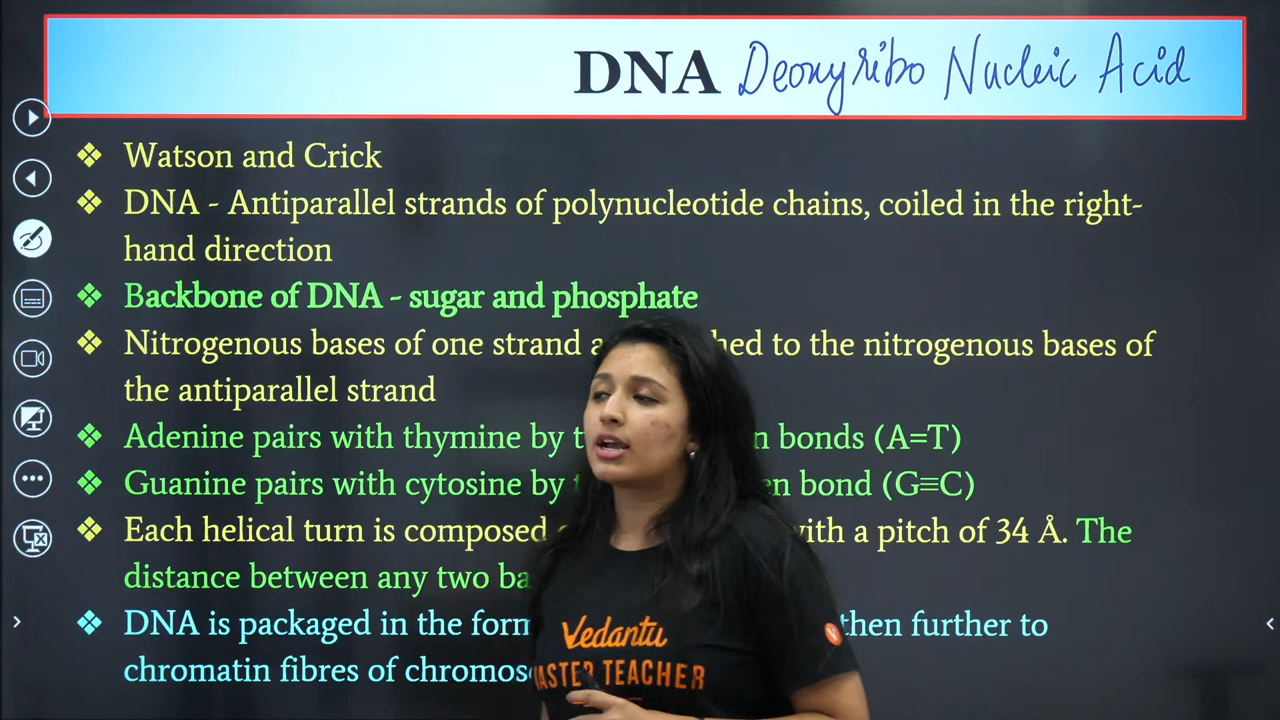 DNA Deoxyribo Nucleic Acid
❖ Watson and Crick
❖ DNA - Antiparallel strands of polynucleotide chains, coiled in the right-
hand direction
❖ Backbone of DNA - sugar and phosphate
❖ Nitrogenous bases of one strand to the nitrogenous bases of
the antiparallel strand
❖ Adenine pairs with thymine by bonds (A=T)
❖ Guanine pairs with cytosine by bond (G≡C)
❖ Each helical turn is composed with a pitch of 34 Å. The
distance between any two
❖ DNA is packaged in the form then further to
chromatin fibres of
Vedantu
MASTER TEACHER